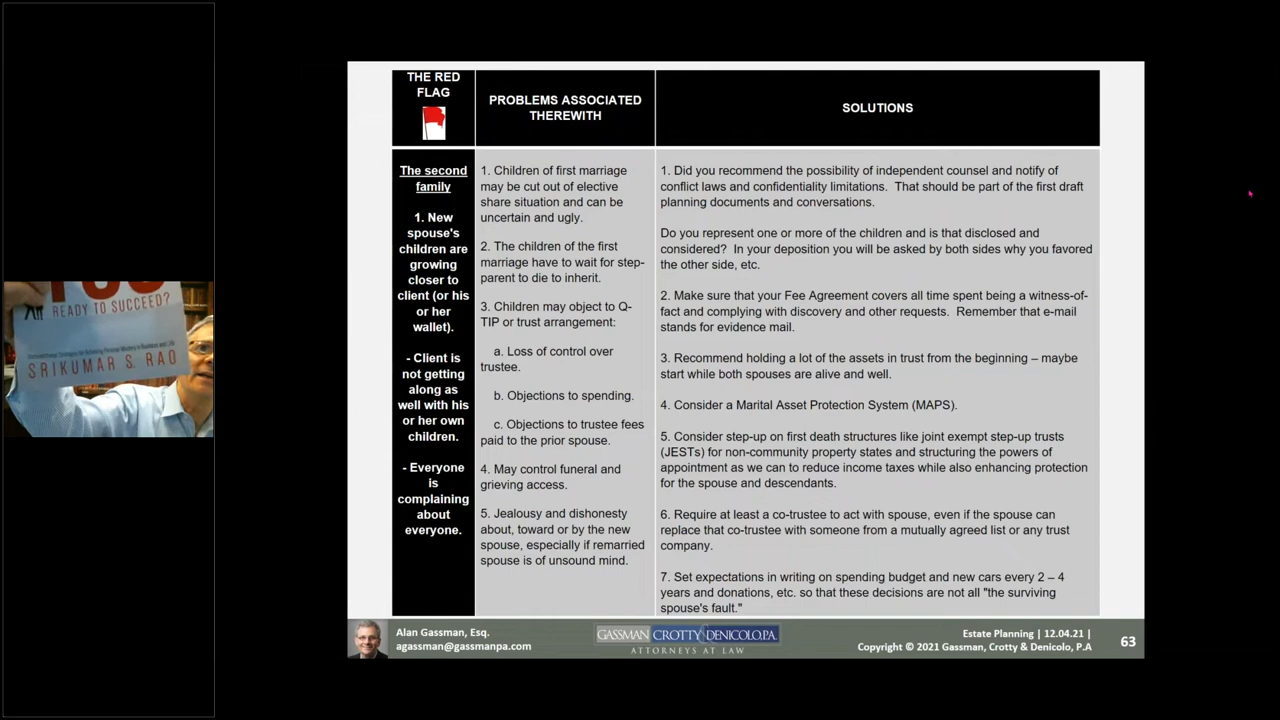 READY TO SUCCEED?
SRIKUMAR S. RAO
THE RED
FLAG
PROBLEMS ASSOCIATED
THEREWITH
SOLUTIONS
The second
family
1. New
spouse's
children are
growing
closer to
client (or his
or her
wallet).
- Client is
not getting
along as
well with his
or her own
children.
- Everyone
is
complaining
about
everyone.
1. Children of first marriage
may be cut out of elective
share situation and can be
uncertain and ugly.
2. The children of the first
marriage have to wait for step-
parent to die to inherit.
3. Children may object to Q-
TIP or trust arrangement:
a. Loss of control over
trustee.
b. Objections to spending.
c. Objections to trustee fees
paid to the prior spouse.
4. May control funeral and
grieving access.
5. Jealousy and dishonesty
about, toward or by the new
spouse, especially if remarried
spouse is of unsound mind.
1. Did you recommend the possibility of independent counsel and notify of
conflict laws and confidentiality limitations.  That should be part of the first draft
planning documents and conversations.
Do you represent one or more of the children and is that disclosed and
considered?  In your deposition you will be asked by both sides why you favored
the other side, etc.
2. Make sure that your Fee Agreement covers all time spent being a witness-of-
fact and complying with discovery and other requests.  Remember that e-mail
stands for evidence mail.
3. Recommend holding a lot of the assets in trust from the beginning – maybe
start while both spouses are alive and well.
4. Consider a Marital Asset Protection System (MAPS).
5. Consider step-up on first death structures like joint exempt step-up trusts
(JESTs) for non-community property states and structuring the powers of
appointment as we can to reduce income taxes while also enhancing protection
for the spouse and descendants.
6. Require at least a co-trustee to act with spouse, even if the spouse can
replace that co-trustee with someone from a mutually agreed list or any trust
company.
7. Set expectations in writing on spending budget and new cars every 2 – 4
years and donations, etc. so that these decisions are not all "the surviving
spouse's fault."
Alan Gassman, Esq.
agassman@gassmanpa.com
GASSMAN CROTTY DENICOLO, P.A.
ATTORNEYS AT LAW
Estate Planning | 12.04.21 |
Copyright © 2021 Gassman, Crotty & Denicolo, P.A
63